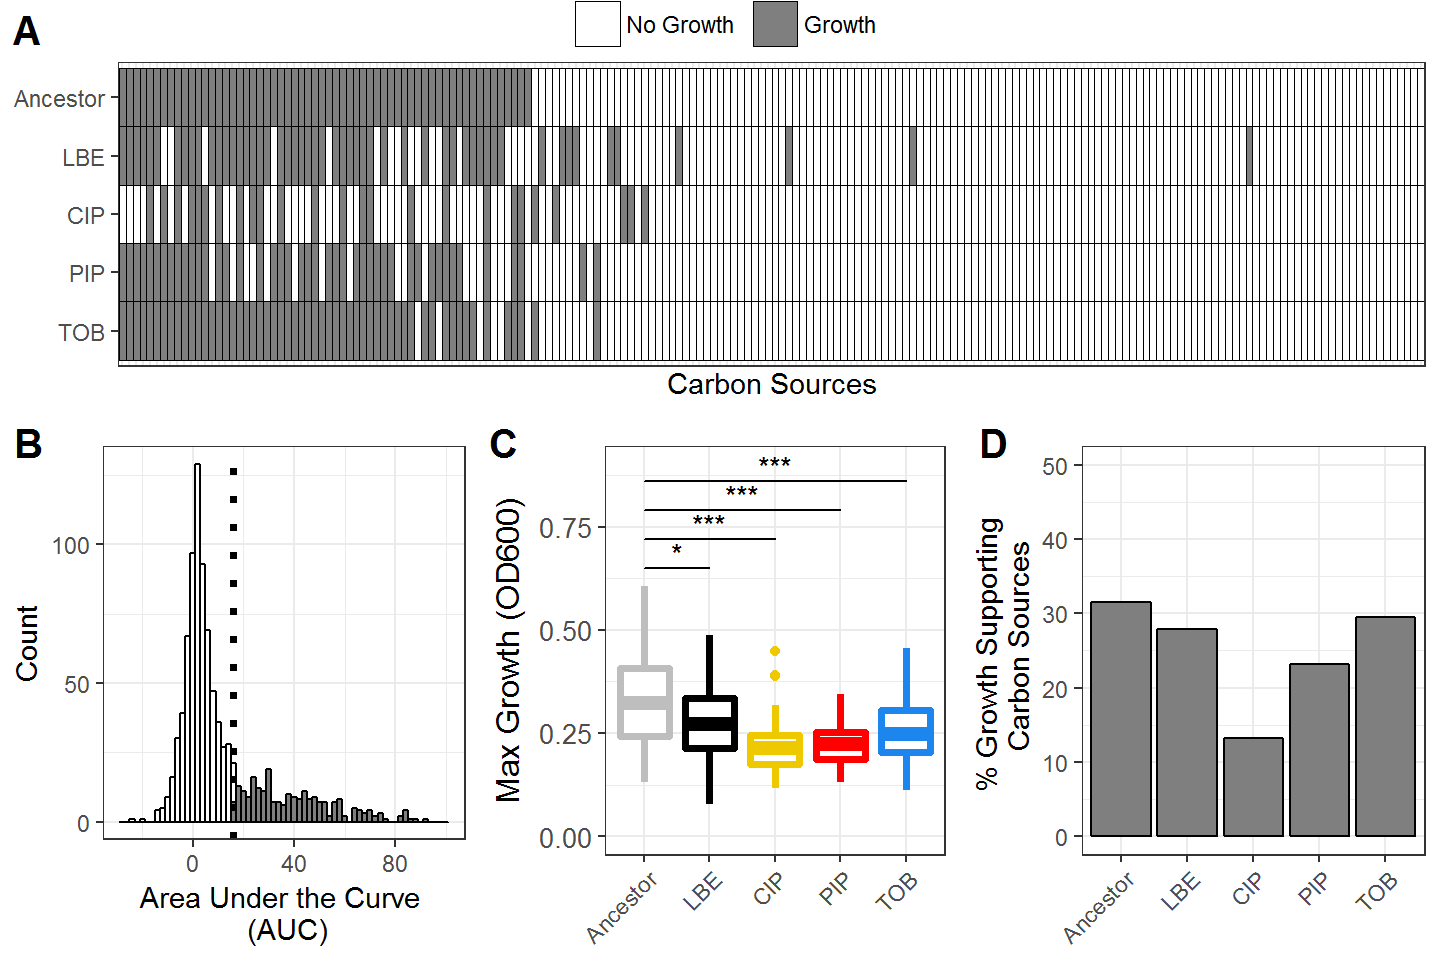 A
No Growth
Growth
Ancestor
LBE
CIP
PIP
TOB
Carbon Sources
B
Count
100
50
0
0
40
80
Area Under the Curve
(AUC)
C
Max Growth (OD600)
0.75
0.50
0.25
0.00
***
***
***
*
Ancestor
LBE
CIP
PIP
TOB
D
% Growth Supporting
Carbon Sources
50
40
30
20
10
0
Ancestor
LBE
CIP
PIP
TOB